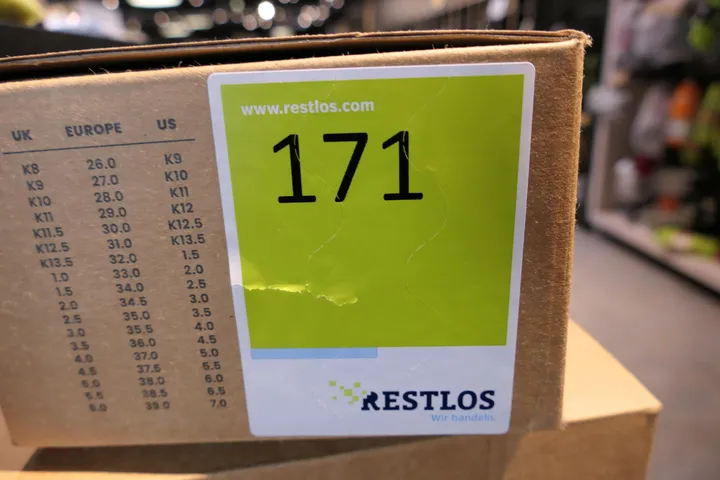 UK EUROPE US
K8 26.0 K9
K9 27.0 K10
K10 28.0 K11
K11 29.0 K12
K11.5 30.0 K12.5
K12.5 31.0 K13.5
K13.5 32.0 1.5
1.0 33.0 2.0
1.5 34.0 2.5
2.0 34.5 3.0
2.5 35.0 3.5
3.0 35.5 4.0
3.5 36.0 4.5
4.0 37.0 5.0
4.5 37.5 5.5
5.0 38.0 6.0
5.5 38.5 6.5
6.0 39.0 7.0
www.restlos.com
171
RESTLOS
Wir handeln.